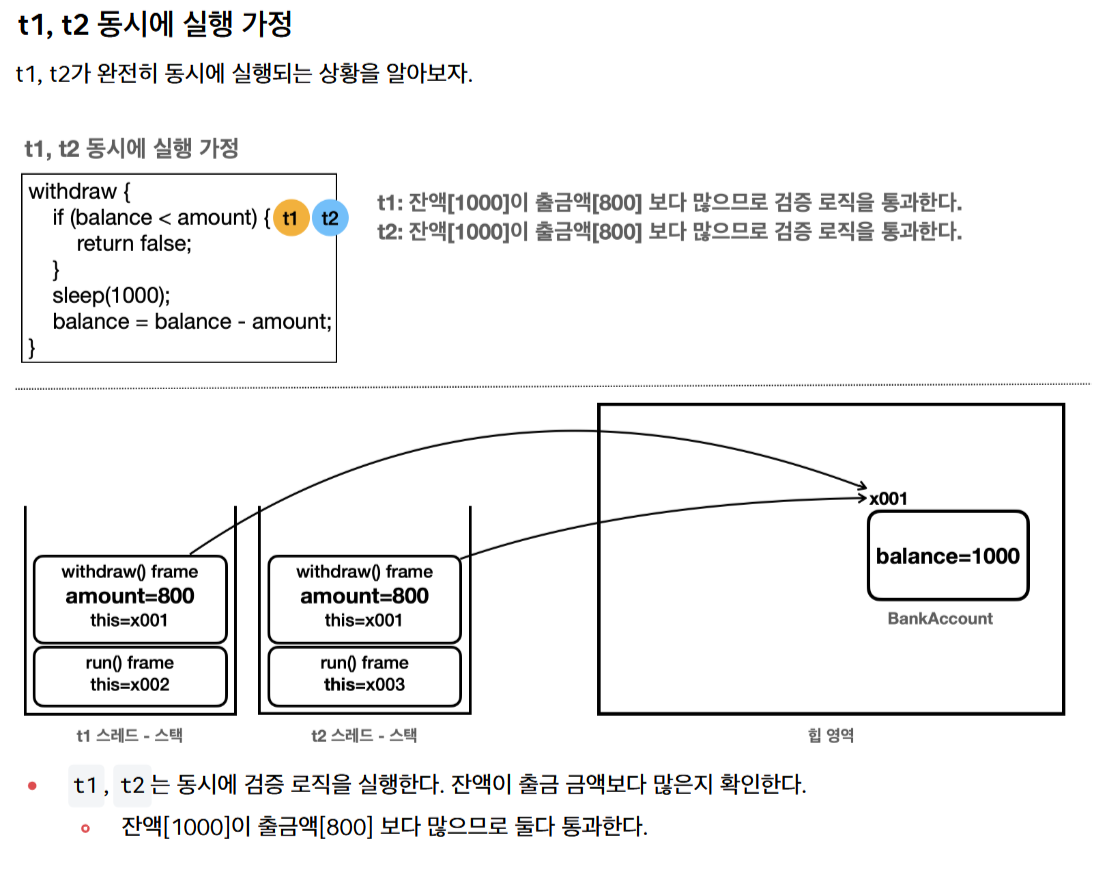 t1, t2 동시에 실행 가정
t1, t2가 완전히 동시에 실행되는 상황을 알아보자.
t1, t2 동시에 실행 가정
withdraw {
if (balance < amount) { t1 t2
return false;
}
sleep(1000);
balance = balance - amount;
}
t1: 잔액[1000]이 출금액[800] 보다 많으므로 검증 로직을 통과한다.
t2: 잔액[1000]이 출금액[800] 보다 많으므로 검증 로직을 통과한다.
withdraw() frame
amount=800
this=x001
run() frame
this=x002
t1 스레드 - 스택
withdraw() frame
amount=800
this=x001
run() frame
this=x003
t2 스레드 - 스택
x001
balance=1000
BankAccount
힙 영역
t1, t2는 동시에 검증 로직을 실행한다. 잔액이 출금 금액보다 많은지 확인한다.
잔액[1000]이 출금액[800] 보다 많으므로 둘다 통과한다.